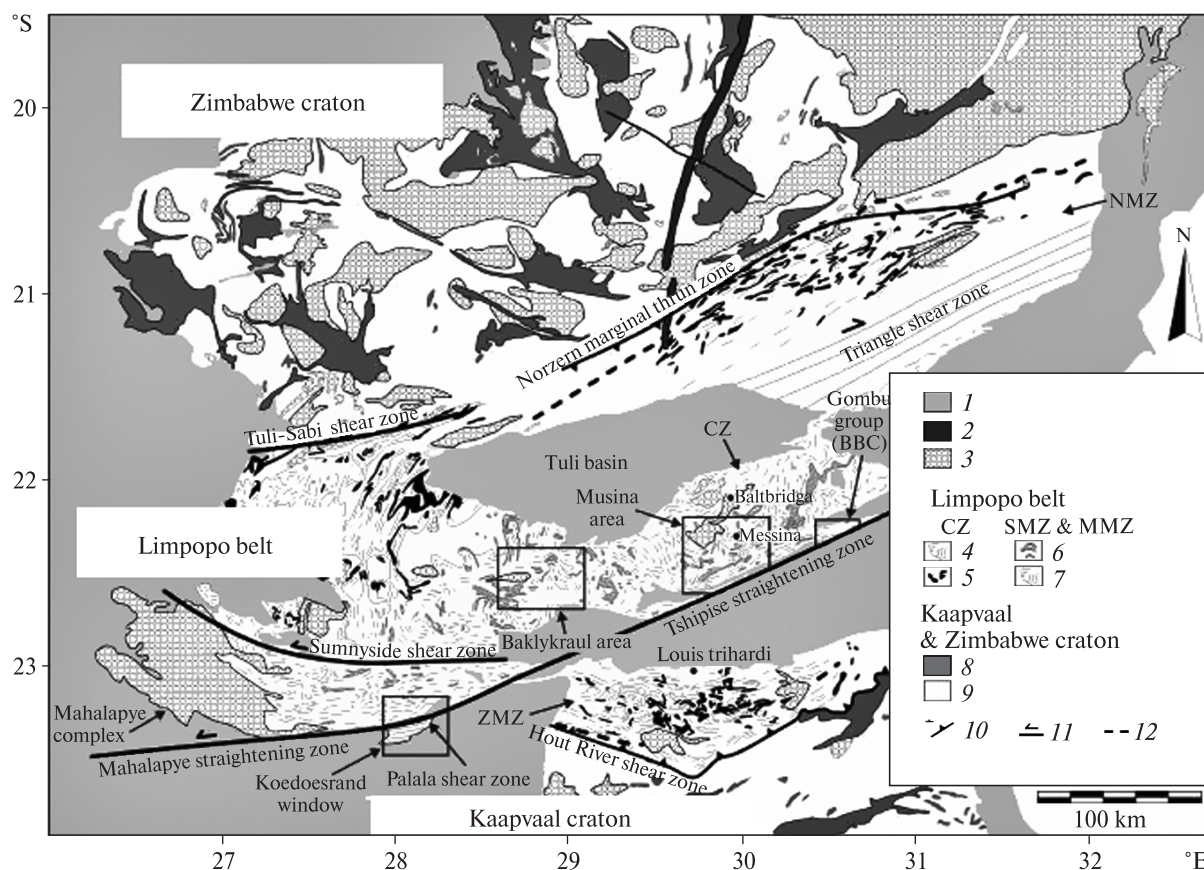 °S
Zimbabwe craton
20
NMZ
N
21
Norzern marginal thrun zone
Triangle shear zone
Gombu
group
(BBC)
Tuli-Sabi shear zone
CZ
22
Tuli basin
Baltbridga
Musina
area
Messina
Limpopo belt
Tshipise straightening zone
Baklykraul area
Sumnyside shear zone
23
Louis trihardi
Mahalapye
complex
ZMZ
Mahalapye straightening zone
Hout River shear zone
Koedoesrand
window
Palala shear zone
Kaapvaal craton
1
2
3
Limpopo belt
CZ SMZ & MMZ
4 6
5 7
Kaapvaal
& Zimbabwe craton
8
9
10 11 12
100 km
27 28 29 30 31 32 °E